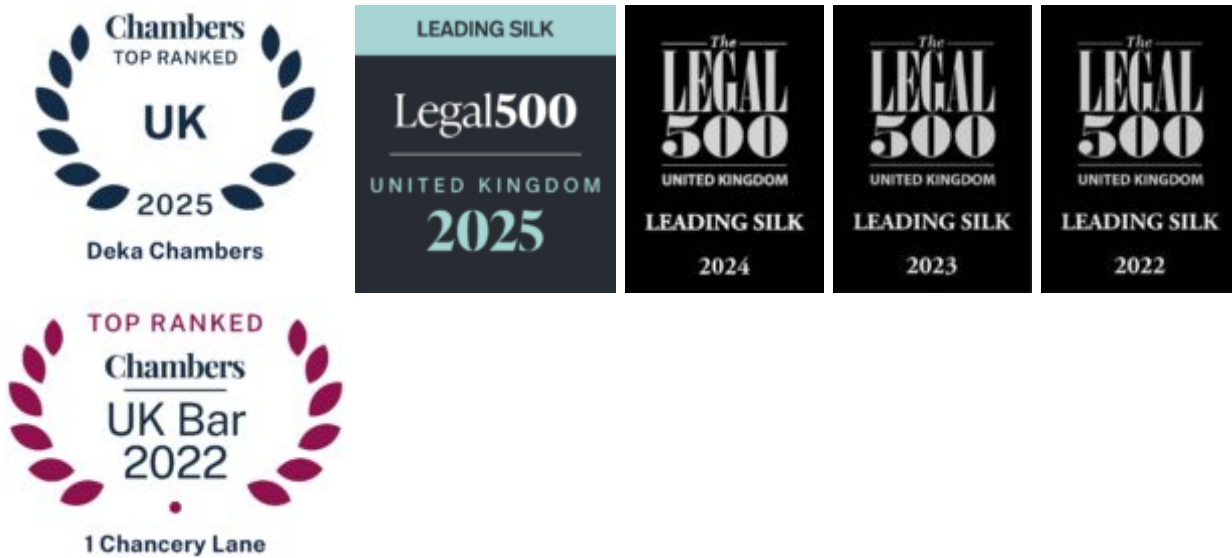 Chambers
TOP RANKED
UK
2025
Deka Chambers
LEADING SILK
Legal500
UNITED KINGDOM
2025
The
LEGAL
500
UNITED KINGDOM
LEADING SILK
2024
The
LEGAL
500
UNITED KINGDOM
LEADING SILK
2023
The
LEGAL
500
UNITED KINGDOM
LEADING SILK
2022
TOP RANKED
Chambers
UK Bar
2022
1 Chancery Lane